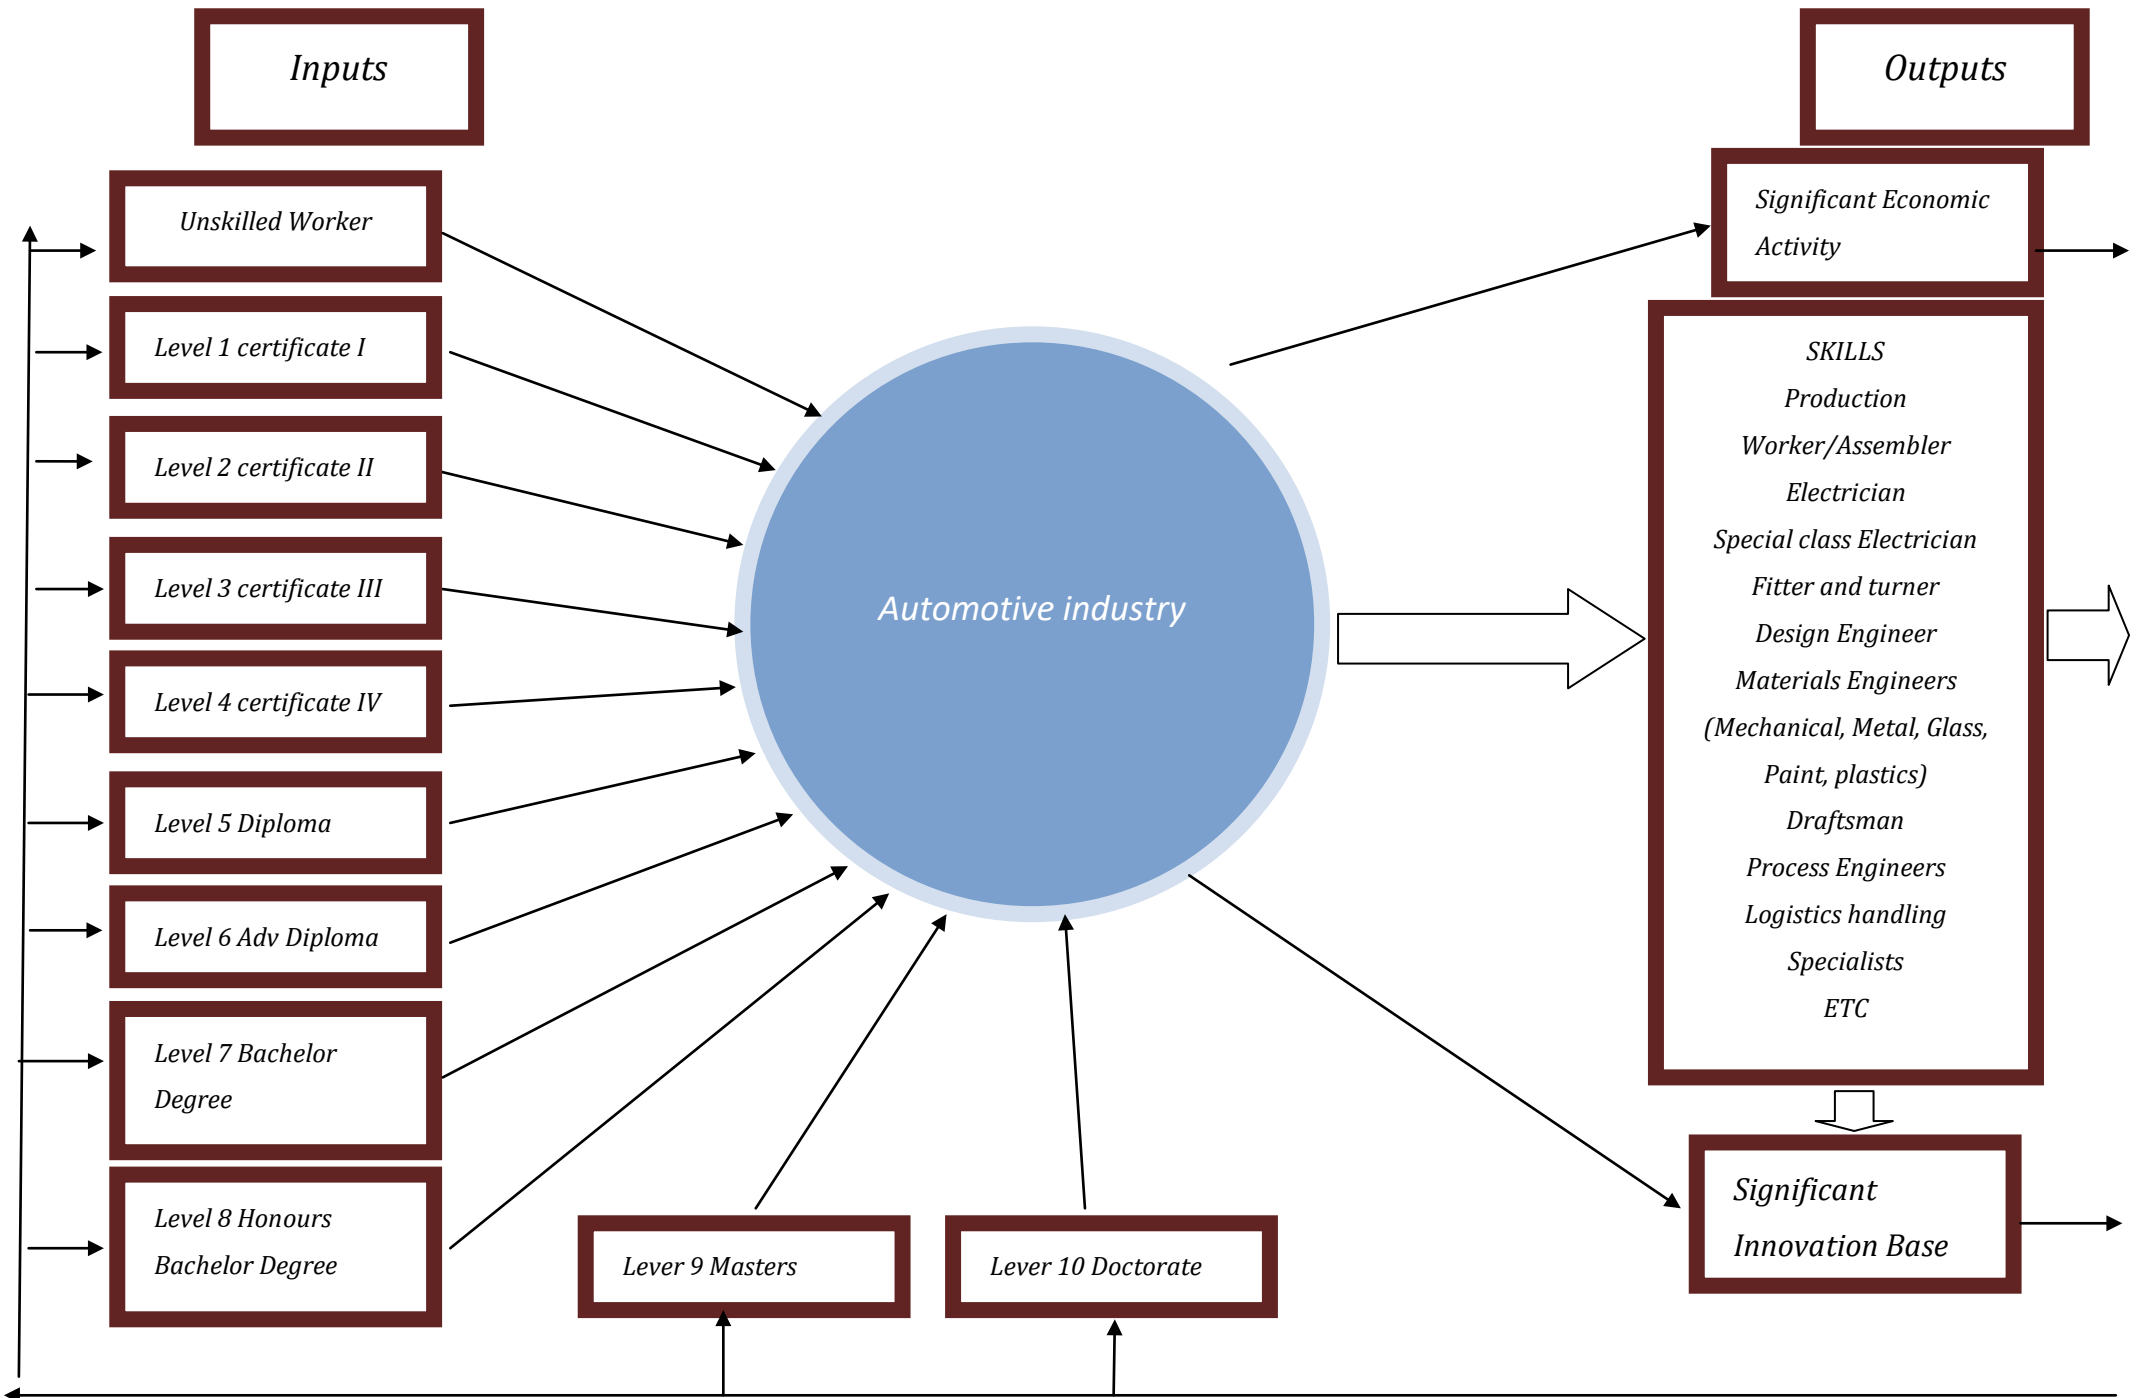 Inputs
Outputs
Unskilled Worker
Level 1 certificate I
Level 2 certificate II
Level 3 certificate III
Level 4 certificate IV
Level 5 Diploma
Level 6 Adv Diploma
Level 7 Bachelor
Degree
Level 8 Honours
Bachelor Degree
Lever 9 Masters
Lever 10 Doctorate
Automotive industry
Significant Economic
Activity
SKILLS
Production
Worker/Assembler
Electrician
Special class Electrician
Fitter and turner
Design Engineer
Materials Engineers
(Mechanical, Metal, Glass,
Paint, plastics)
Draftsman
Process Engineers
Logistics handling
Specialists
ETC
Significant
Innovation Base